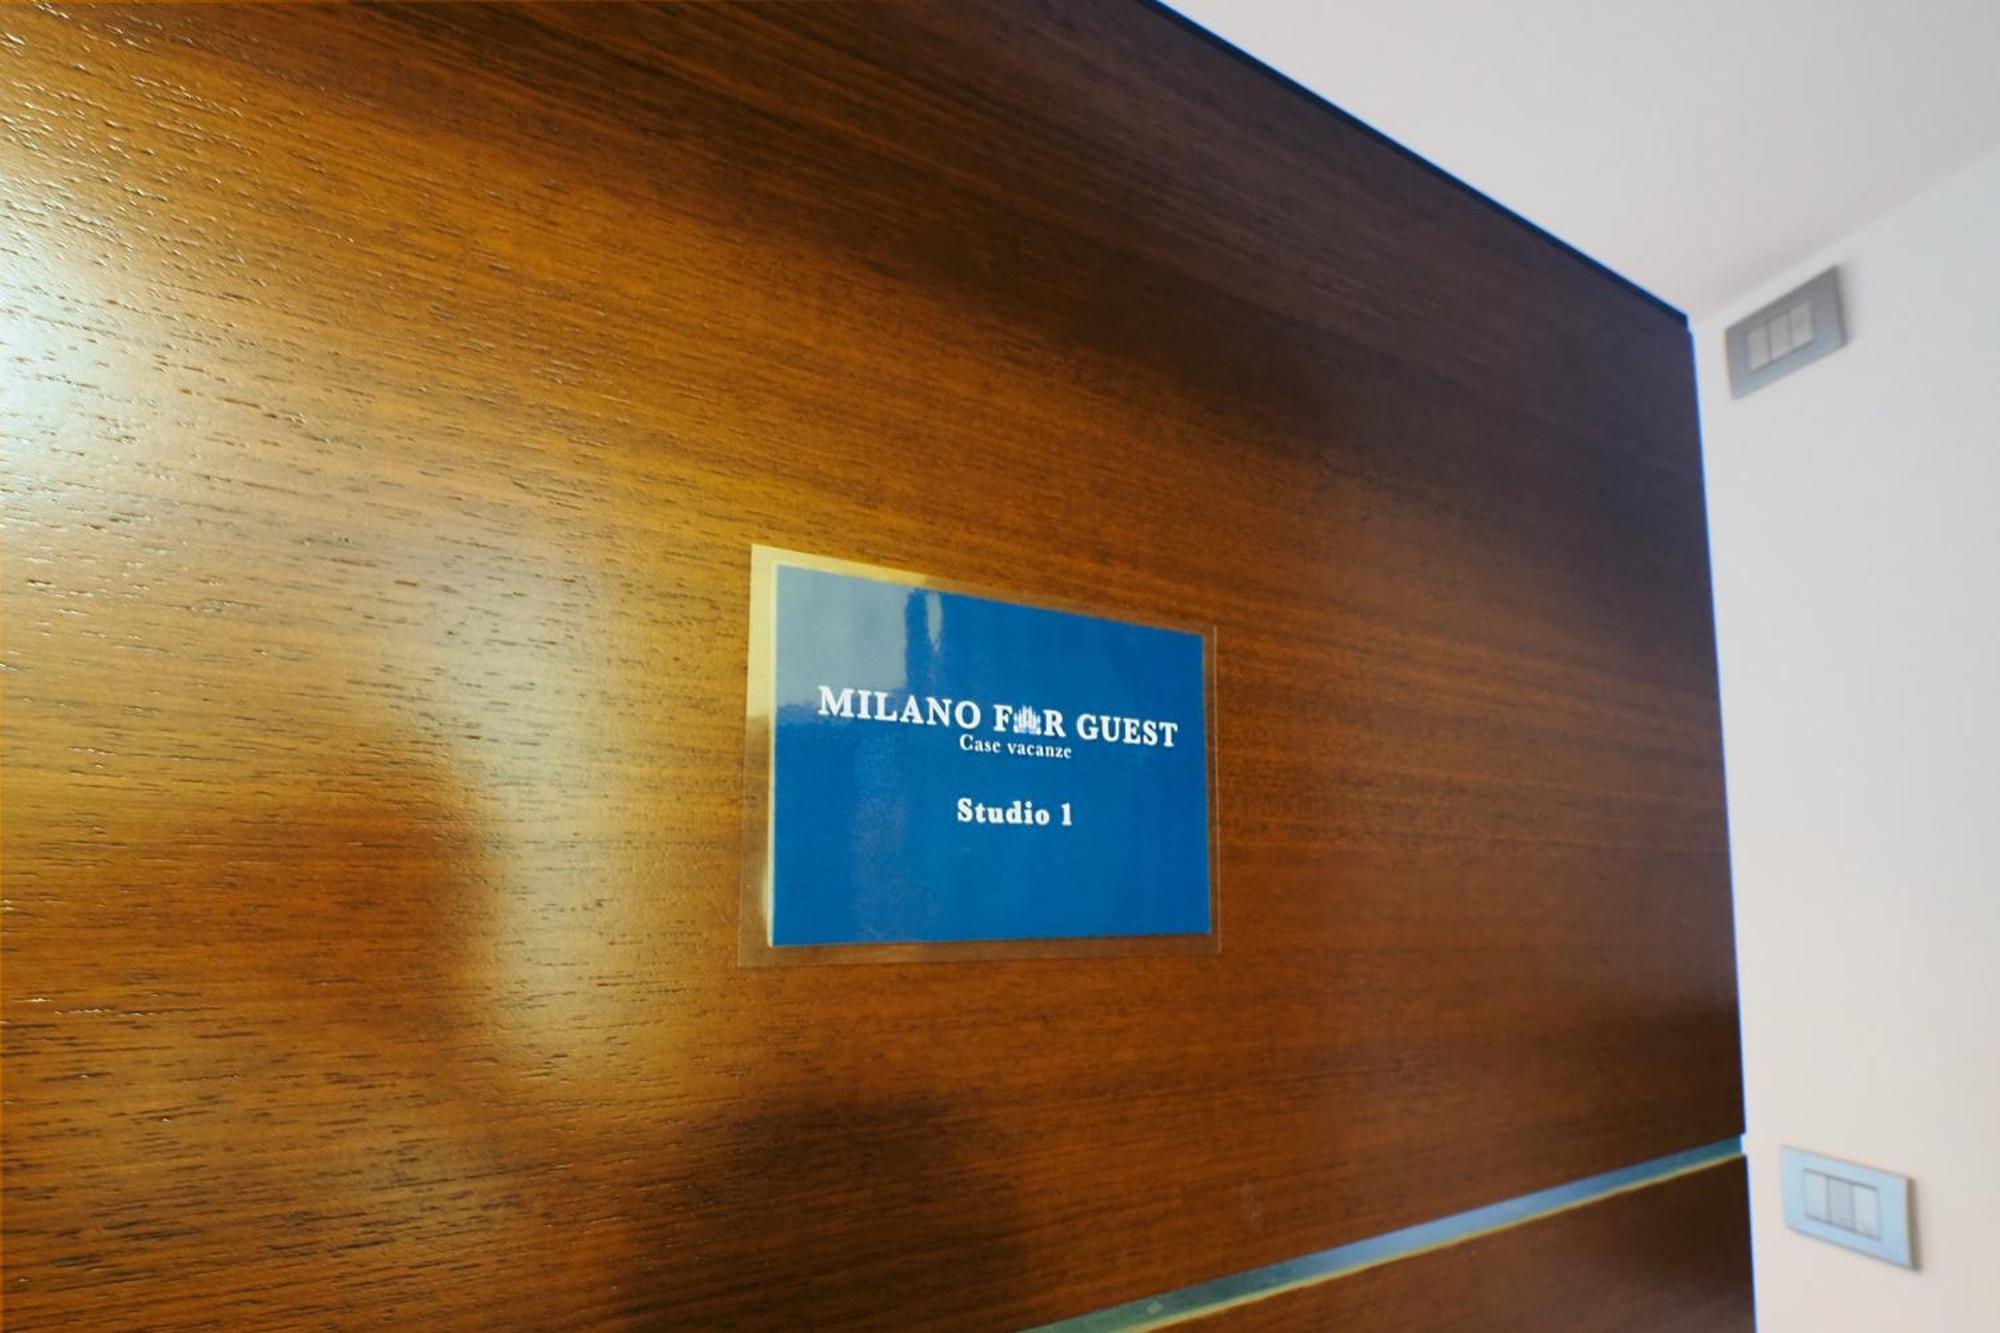 MILANO FOR GUEST
Case vacanze
Studio 1